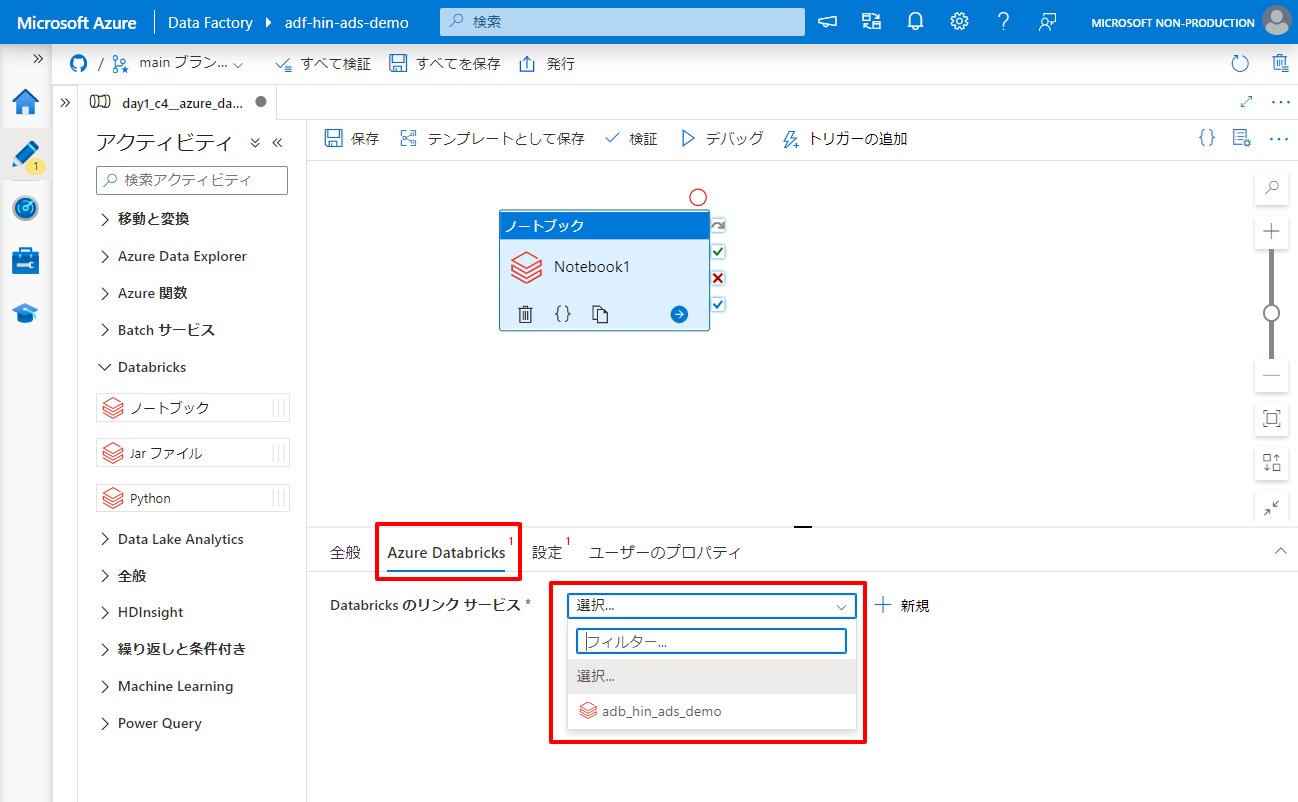 Microsoft Azure
Data Factory
adf-hin-ads-demo
検索
MICROSOFT NON-PRODUCTION
/
main ブラン...
すべて検証
すべてを保存
発行
1
day1_c4__azure_da...
アクティビティ
検索アクティビティ
移動と変換
Azure Data Explorer
Azure 関数
Batch サービス
Databricks
ノートブック
Jar ファイル
Python
Data Lake Analytics
全般
HDInsight
繰り返しと条件付き
Machine Learning
Power Query
保存
テンプレートとして保存
検証
デバッグ
トリガーの追加
ノートブック
Notebook1
全般
Azure Databricks 1
設定 1
ユーザーのプロパティ
Databricks のリンク サービス *
選択...
新規
フィルター...
選択...
adb_hin_ads_demo